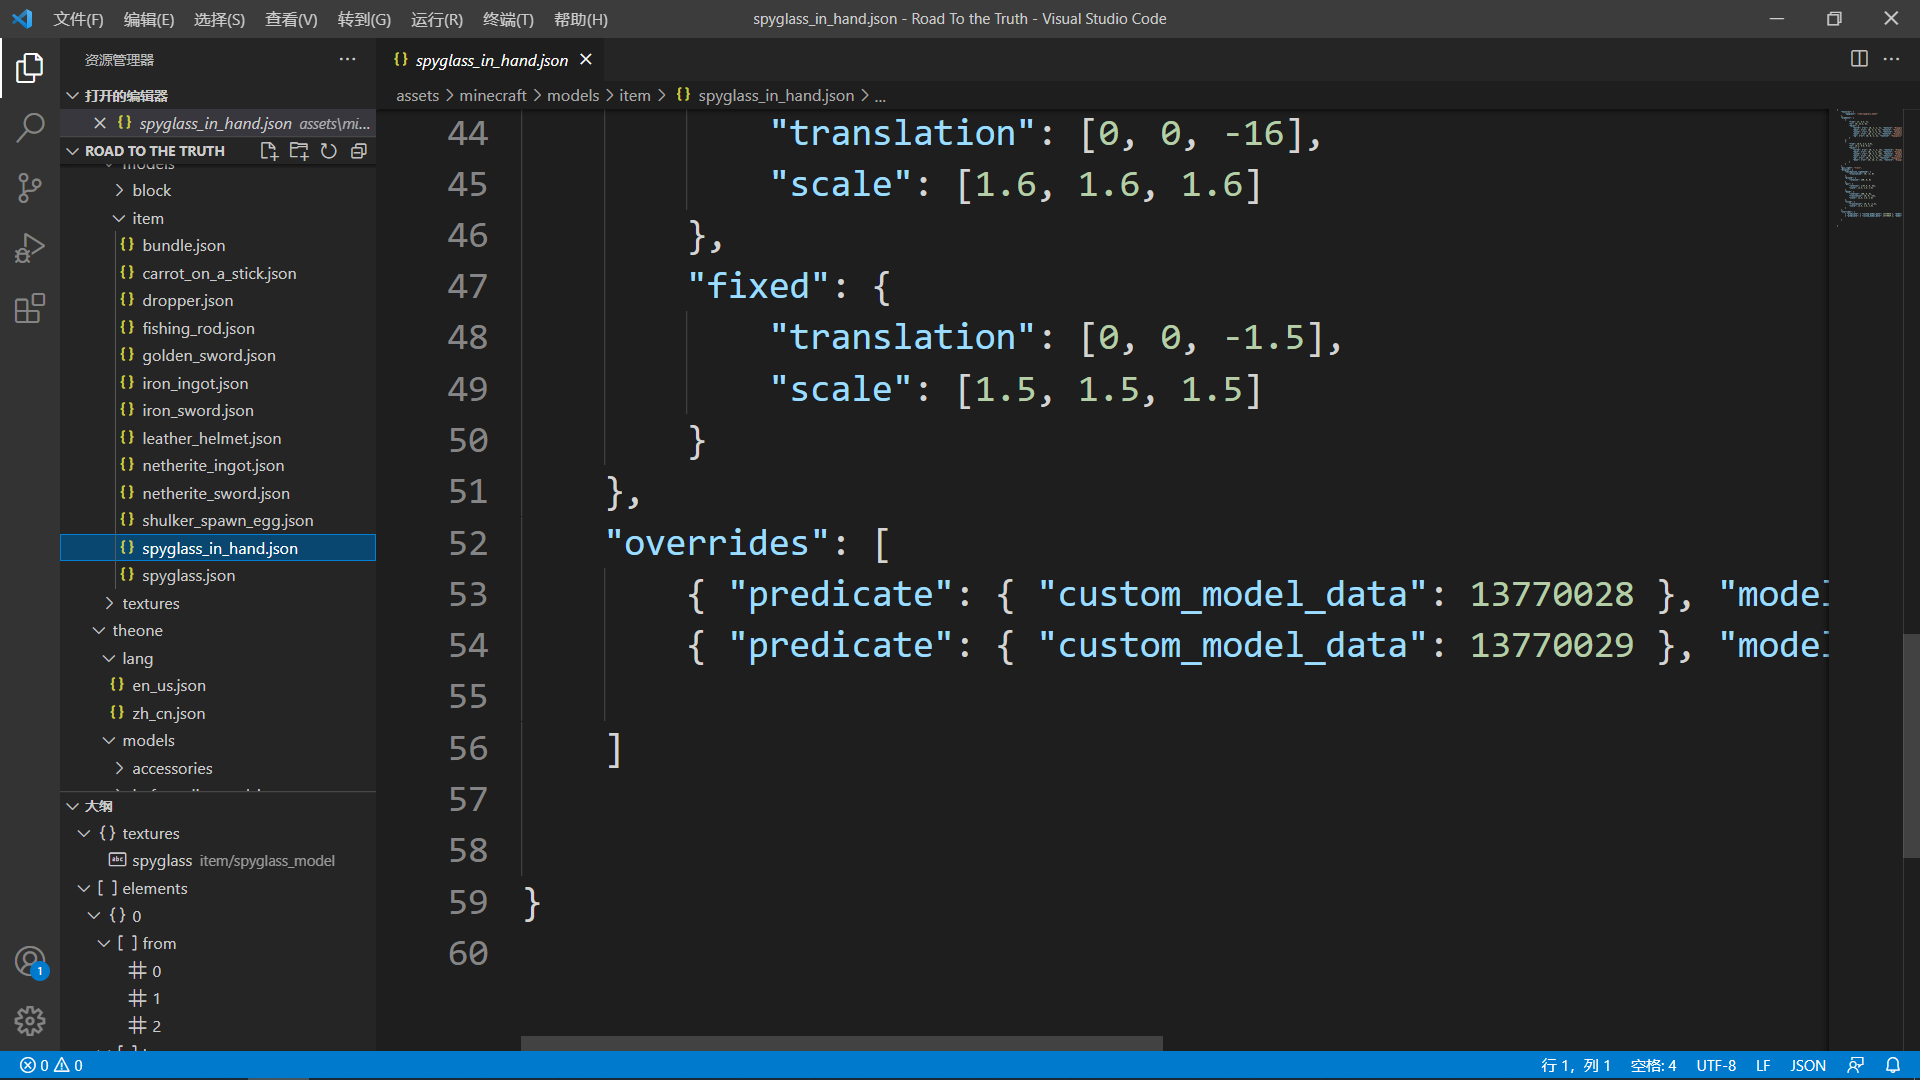 文件(F) 编辑(E) 选择(S) 查看(V) 转到(G) 运行(R) 终端(T) 帮助(H)
spyglass_in_hand.json - Road To the Truth - Visual Studio Code
资源管理器
打开的编辑器
spyglass_in_hand.json assets\mi...
ROAD TO THE TRUTH
models
block
item
bundle.json
carrot_on_a_stick.json
dropper.json
fishing_rod.json
golden_sword.json
iron_ingot.json
iron_sword.json
leather_helmet.json
netherite_ingot.json
netherite_sword.json
shulker_spawn_egg.json
spyglass_in_hand.json
spyglass.json
textures
theone
lang
en_us.json
zh_cn.json
models
accessories
大纲
{} textures
abc spyglass item/spyglass_model
[ ] elements
{} 0
[ ] from
0
1
2
1
{} spyglass_in_hand.json
assets > minecraft > models > item > {} spyglass_in_hand.json > ...
44 "translation": [0, 0, -16],
45 "scale": [1.6, 1.6, 1.6]
46 },
47 "fixed": {
48 "translation": [0, 0, -1.5],
49 "scale": [1.5, 1.5, 1.5]
50 }
51 },
52 "overrides": [
53 { "predicate": { "custom_model_data": 13770028 }, "model
54 { "predicate": { "custom_model_data": 13770029 }, "model
55
56 ]
57
58
59 }
60
0 0
行 1，列 1 空格: 4 UTF-8 LF JSON